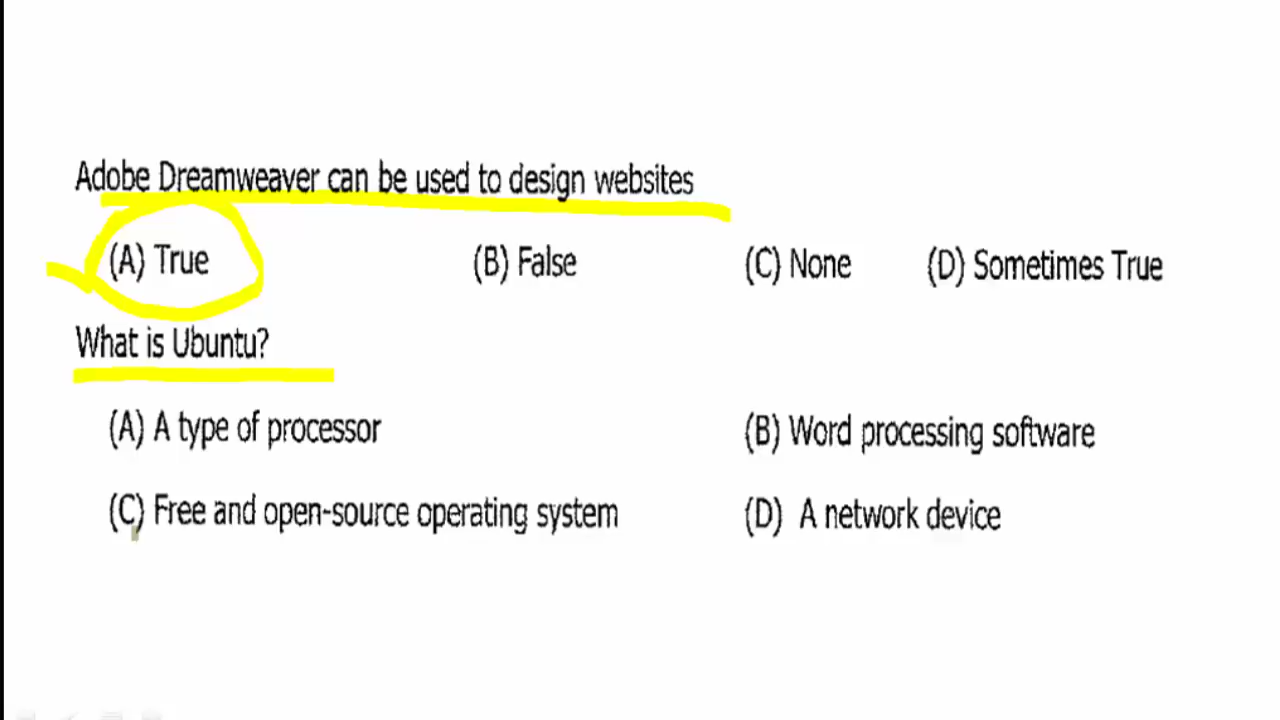 Adobe Dreamweaver can be used to design websites
(A) True (B) False (C) None (D) Sometimes True
What is Ubuntu?
(A) A type of processor (B) Word processing software
(C) Free and open-source operating system (D) A network device